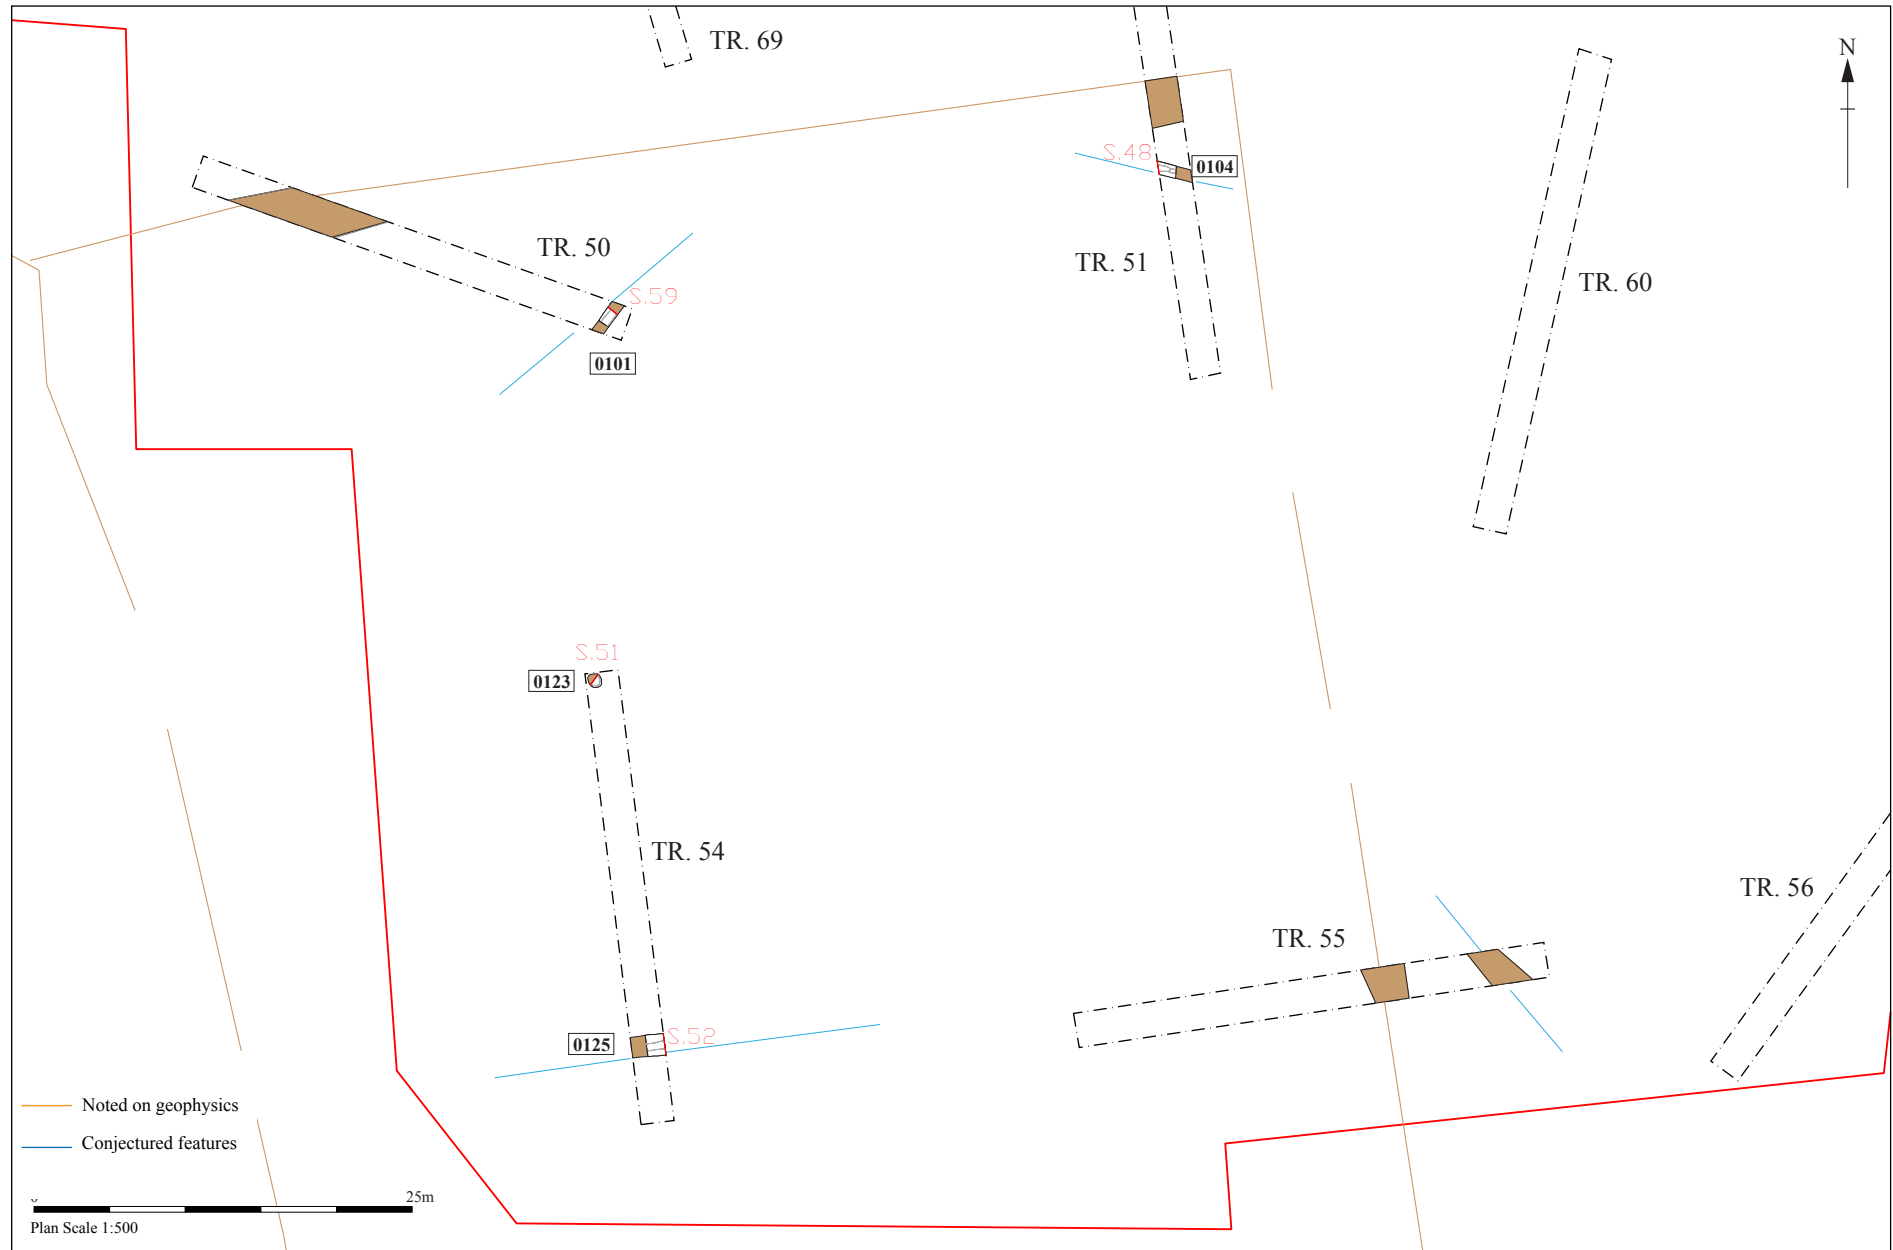 TR. 69
N
S.48
0104
TR. 50
TR. 51
TR. 60
S.59
0101
S.51
0123
TR. 54
TR. 56
TR. 55
S.52
0125
Noted on geophysics
Conjectured features
25m
Plan Scale 1:500